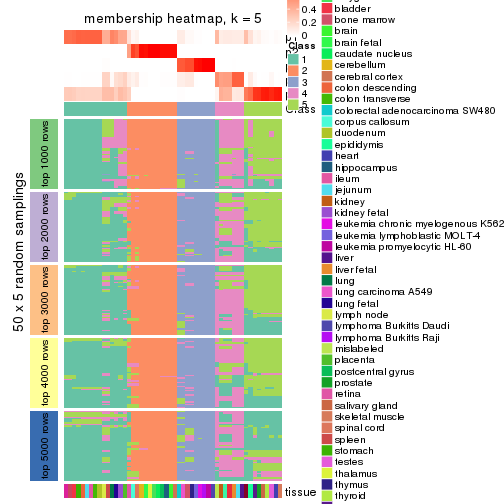 membership heatmap, k = 5
50 x 5 random samplings
top 1000 rows
top 2000 rows
top 3000 rows
top 4000 rows
top 5000 rows
0.4
0.2
0
Class
1
2
3
4
5
Class
tissue
bladder
bone marrow
brain
brain fetal
caudate nucleus
cerebellum
cerebral cortex
colon descending
colon transverse
colorectal adenocarcinoma SW480
corpus callosum
duodenum
epididymis
heart
hippocampus
ileum
jejunum
kidney
kidney fetal
leukemia chronic myelogenous K562
leukemia lymphoblastic MOLT-4
leukemia promyelocytic HL-60
liver
liver fetal
lung
lung carcinoma A549
lung fetal
lymph node
lymphoma Burkitts Daudi
lymphoma Burkitts Raji
mislabeled
placenta
postcentral gyrus
prostate
retina
salivary gland
skeletal muscle
spinal cord
spleen
stomach
testes
thalamus
thymus
thyroid